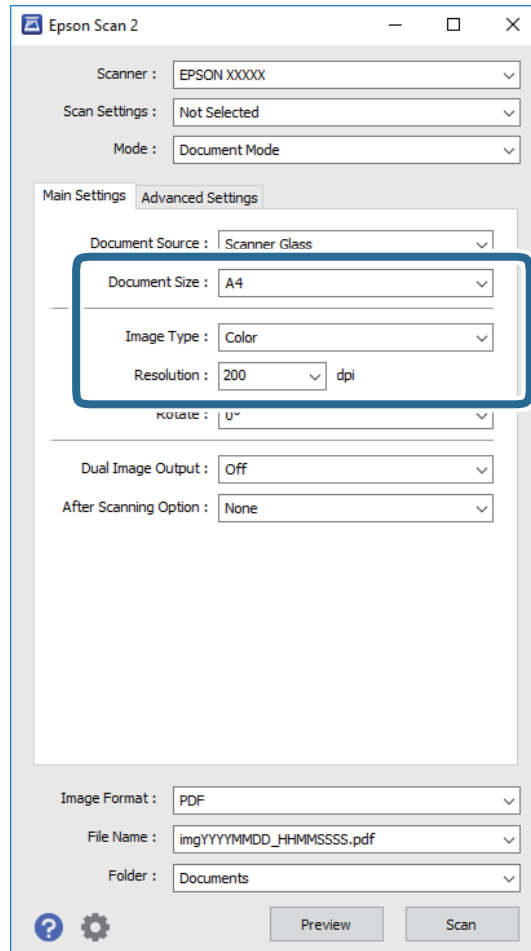 Epson Scan 2
Scanner : EPSON XXXXX
Scan Settings : Not Selected
Mode : Document Mode
Main Settings Advanced Settings
Document Source : Scanner Glass
Document Size : A4
Image Type : Color
Resolution : 200 dpi
Rotate : 0°
Dual Image Output : Off
After Scanning Option : None
Image Format : PDF
File Name : imgYYYYMMDD_HHMMSSSS.pdf
Folder : Documents
? Preview Scan